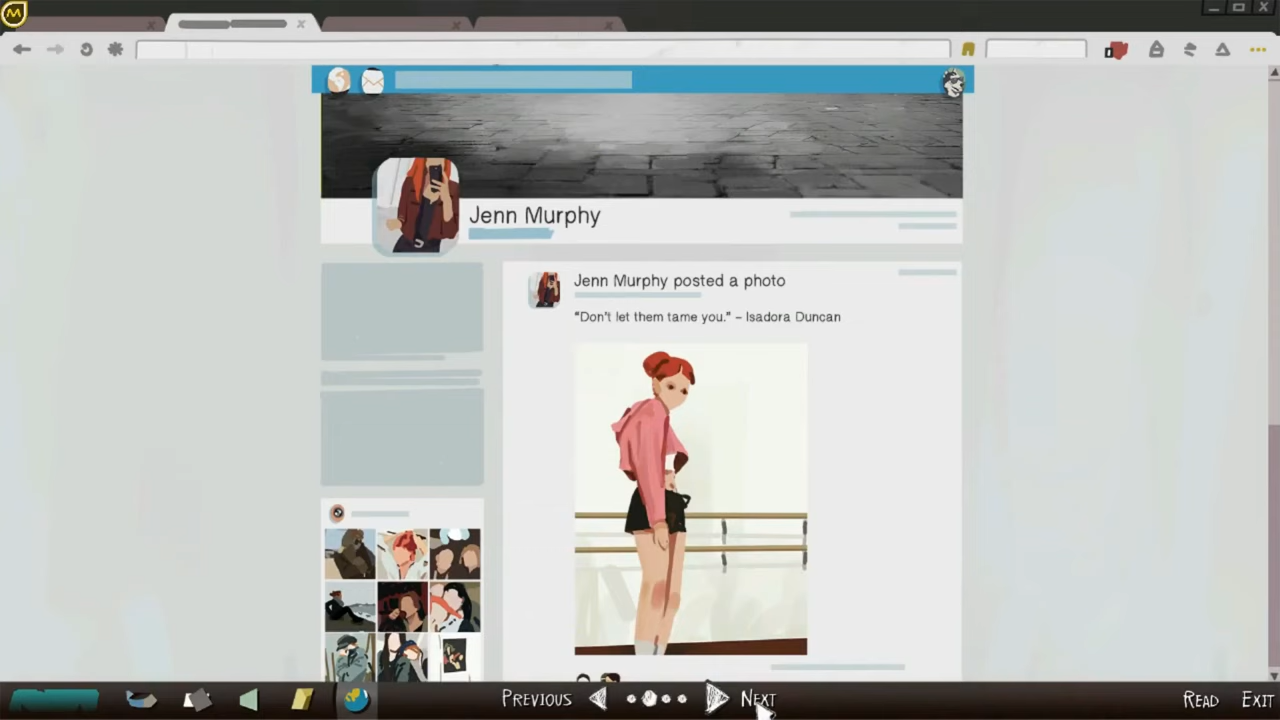 Jenn Murphy
Jenn Murphy posted a photo
“Don't let them tame you.” – Isadora Duncan
PREVIOUS
NEXT
READ
EXIT